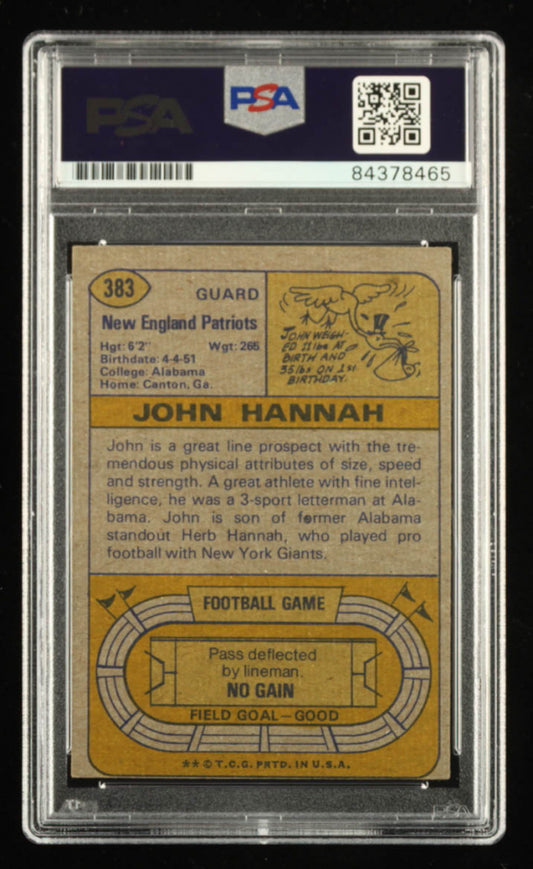 PSA
PSA
84378465
383
GUARD
New England Patriots
Hgt: 6'2" Wgt: 265
Birthdate: 4-4-51
College: Alabama
Home: Canton, Ga.
JOHN WEIGH-
ED 11 lbs AT
BIRTH AND
35 lbs ON 1st
BIRTHDAY.
JOHN HANNAH
John is a great line prospect with the tre-
mendous physical attributes of size, speed
and strength. A great athlete with fine intel-
ligence, he was a 3-sport letterman at Ala-
bama. John is son of former Alabama
standout Herb Hannah, who played pro
football with New York Giants.
FOOTBALL GAME
Pass deflected
by lineman.
NO GAIN
FIELD GOAL—GOOD
** © T.C.G. PRTD. IN U.S.A.
PSA